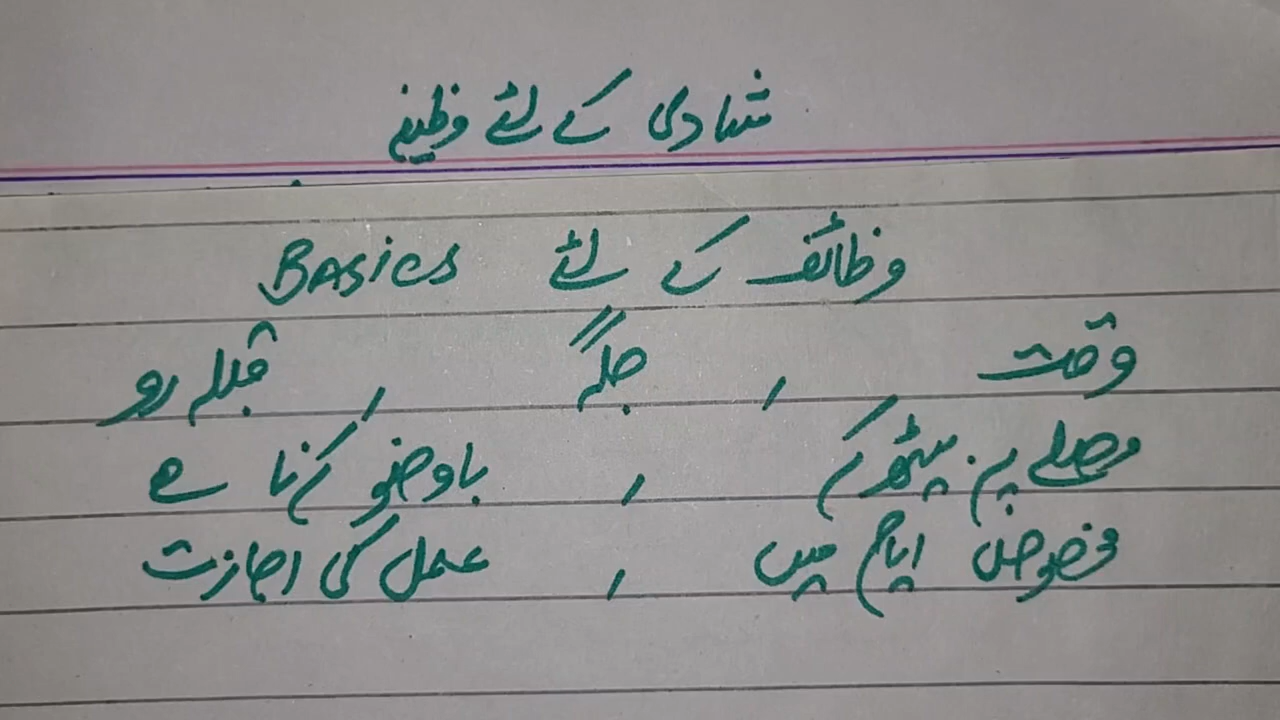 شادی کے لئے وظیفے
وظائف کے لئے Basics
وقت ، جگہ ، قبلہ رو
مصلے پر بیٹھ کر ، باوضو کرنا ہے
مخصوص ایام میں ، عمل کی اجازت